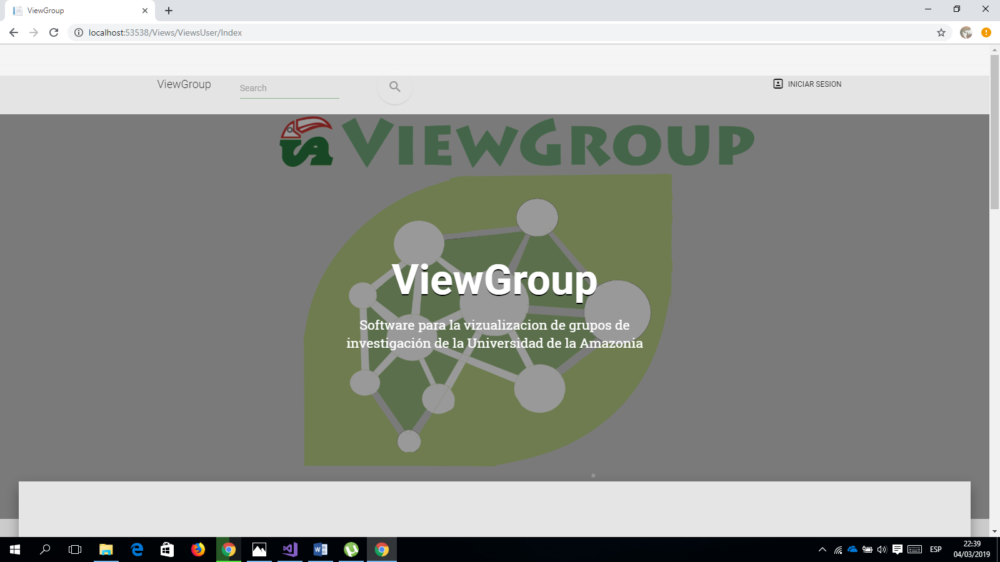 ViewGroup
localhost:53538/Views/ViewsUser/Index
ViewGroup
Search
INICIAR SESION
VIEWGROUP
ViewGroup
Software para la vizualizacion de grupos de
investigación de la Universidad de la Amazonia
ESP
22:39
04/03/2019